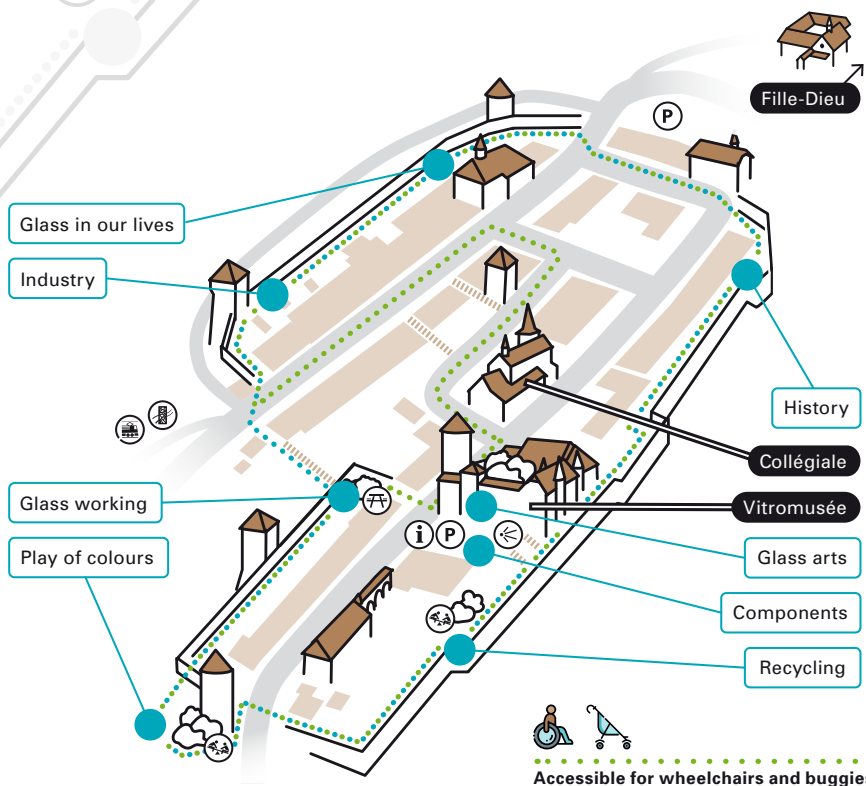 Fille-Dieu
P
Glass in our lives
Industry
History
Collégiale
Glass working
Vitromusée
i P
Play of colours
Glass arts
Components
Recycling
Accessible for wheelchairs and buggies